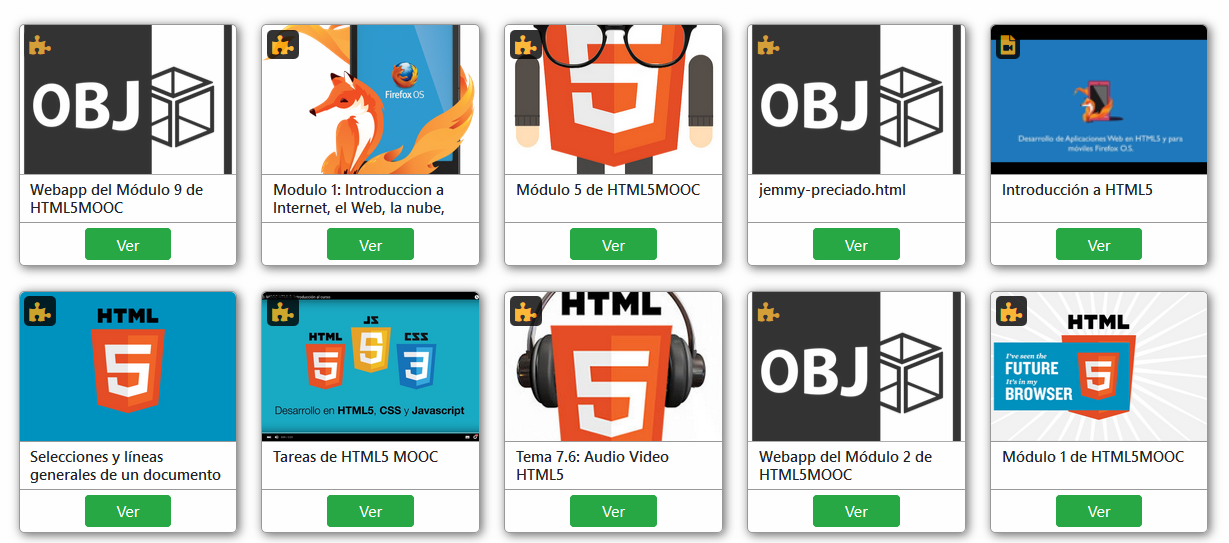 OBJ
Webapp del Módulo 9 de
HTML5MOOC
Ver
Firefox OS
Modulo 1: Introduccion a
Internet, el Web, la nube,
Ver
5
Módulo 5 de HTML5MOOC
Ver
OBJ
jemmy-preciado.html
Ver
Desarrollo de Aplicaciones Web en HTML5 y para
móviles Firefox O.S.
Introducción a HTML5
Ver
HTML
5
Selecciones y líneas
generales de un documento
Ver
HTML
5
JS
5
CSS
3
Desarrollo en HTML5, CSS y Javascript
Tareas de HTML5 MOOC
Ver
HTML
5
Tema 7.6: Audio Video
HTML5
Ver
OBJ
Webapp del Módulo 2 de
HTML5MOOC
Ver
HTML
5
I've seen the
FUTURE
It's in my
BROWSER
Módulo 1 de HTML5MOOC
Ver